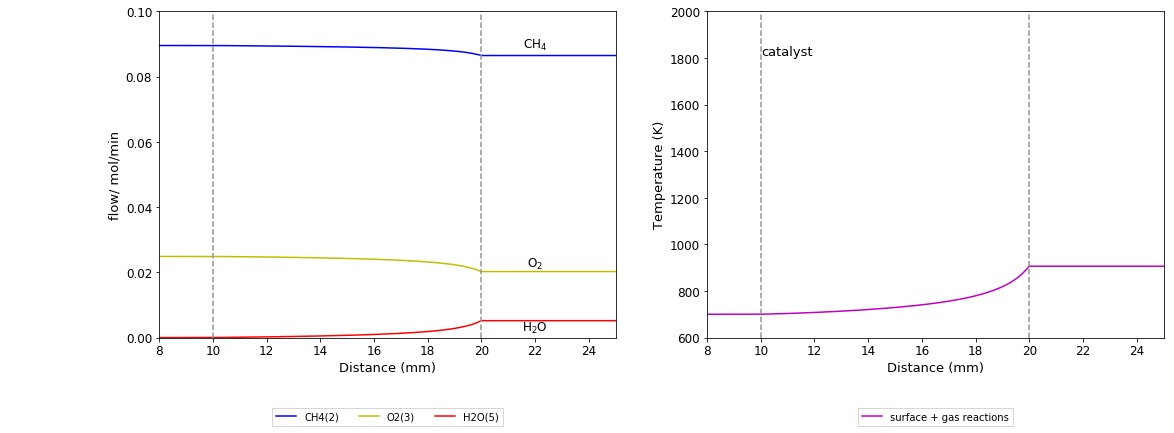 0.10
0.08
0.06
0.04
0.02
0.00
flow/ mol/min
CH4
O2
H2O
8 10 12 14 16 18 20 22 24
Distance (mm)
CH4(2) O2(3) H2O(5)
2000
1800
1600
1400
1200
1000
800
600
Temperature (K)
catalyst
8 10 12 14 16 18 20 22 24
Distance (mm)
surface + gas reactions